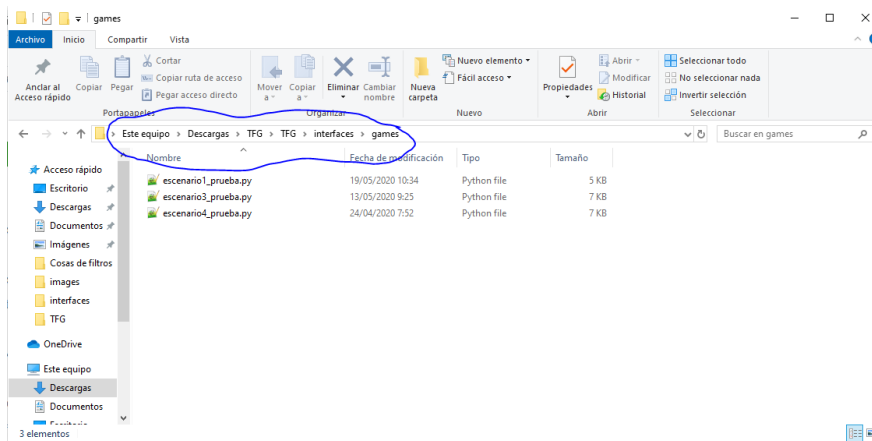 games
Archivo Inicio Compartir Vista
Anclar al Acceso rápido
Copiar
Pegar
Cortar
Copiar ruta de acceso
Pegar acceso directo
Portapapeles
Mover a
Copiar a
Eliminar
Cambiar nombre
Organizar
Nueva carpeta
Nuevo elemento
Fácil acceso
Nuevo
Propiedades
Abrir
Modificar
Historial
Abrir
Seleccionar todo
No seleccionar nada
Invertir selección
Seleccionar
Este equipo > Descargas > TFG > TFG > interfaces > games
Buscar en games
Nombre Fecha de modificación Tipo Tamaño
escenario1_prueba.py 19/05/2020 10:34 Python file 5 KB
escenario3_prueba.py 13/05/2020 9:25 Python file 7 KB
escenario4_prueba.py 24/04/2020 7:52 Python file 7 KB
Acceso rápido
Escritorio
Descargas
Documentos
Imágenes
Cosas de filtros
images
interfaces
TFG
OneDrive
Este equipo
Descargas
Documentos
3 elementos